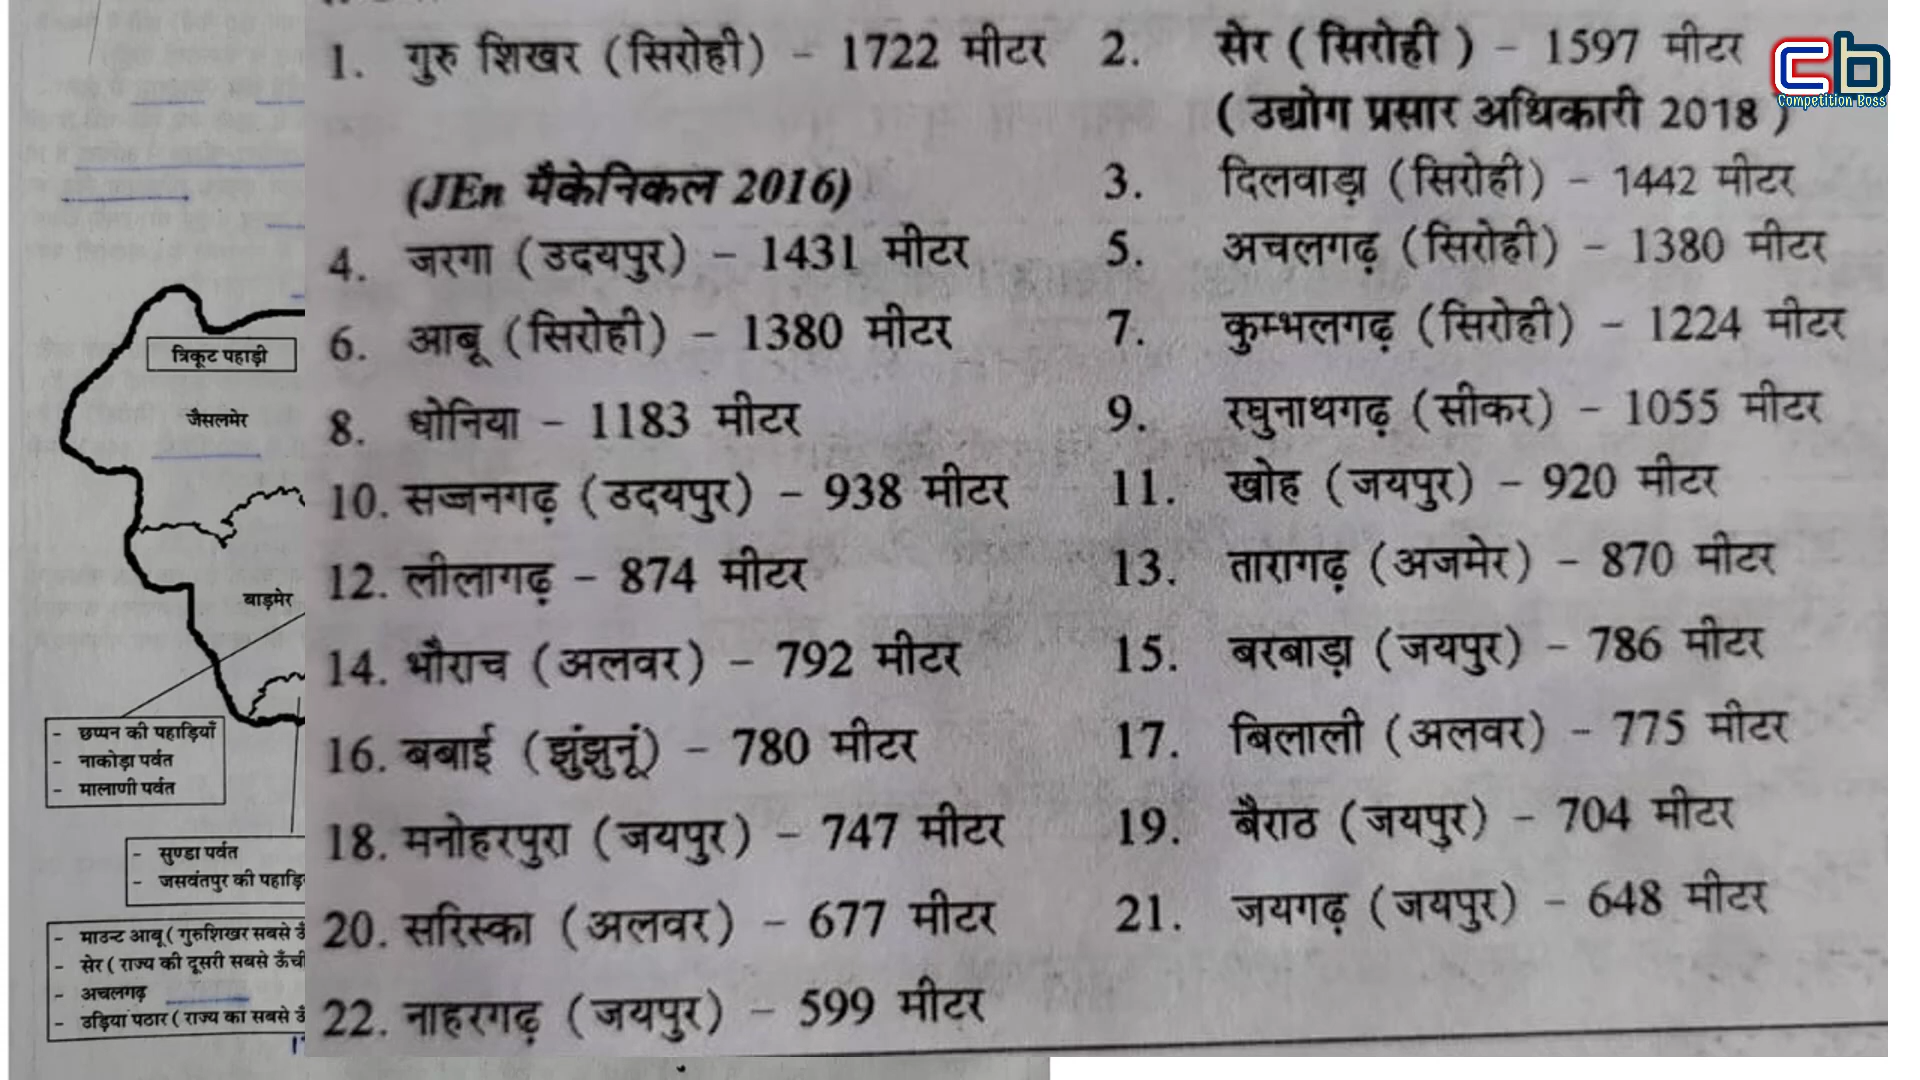 1. गुरु शिखर (सिरोही) – 1722 मीटर
2. सेर ( सिरोही ) – 1597 मीटर
( उद्योग प्रसार अधिकारी 2018 )
(JEn मैकेनिकल 2016)
3. दिलवाड़ा (सिरोही) – 1442 मीटर
4. जरगा (उदयपुर) – 1431 मीटर
5. अचलगढ़ (सिरोही) – 1380 मीटर
6. आबू (सिरोही) – 1380 मीटर
7. कुम्भलगढ़ (सिरोही) – 1224 मीटर
8. धोनिया – 1183 मीटर
9. रघुनाथगढ़ (सीकर) – 1055 मीटर
10. सज्जनगढ़ (उदयपुर) – 938 मीटर
11. खोह (जयपुर) – 920 मीटर
12. लीलागढ़ – 874 मीटर
13. तारागढ़ (अजमेर) – 870 मीटर
14. भौराच (अलवर) – 792 मीटर
15. बरबाड़ा (जयपुर) – 786 मीटर
16. बबाई (झुंझुनूं) – 780 मीटर
17. बिलाली (अलवर) – 775 मीटर
18. मनोहरपुरा (जयपुर) – 747 मीटर
19. बैराठ (जयपुर) – 704 मीटर
20. सरिस्का (अलवर) – 677 मीटर
21. जयगढ़ (जयपुर) – 648 मीटर
22. नाहरगढ़ (जयपुर) – 599 मीटर
cb
Competition Boss
त्रिकूट पहाड़ी
जैसलमेर
बाड़मेर
- छप्पन की पहाड़ियाँ
- नाकोड़ा पर्वत
- मालाणी पर्वत
- सुण्डा पर्वत
- जसवंतपुर की
- माउन्ट आबू ( गुरुशिखर सबसे
- सेर ( राज्य की दूसरी सबसे
- अचलगढ़
- उड़िया पठार ( राज्य का सबसे